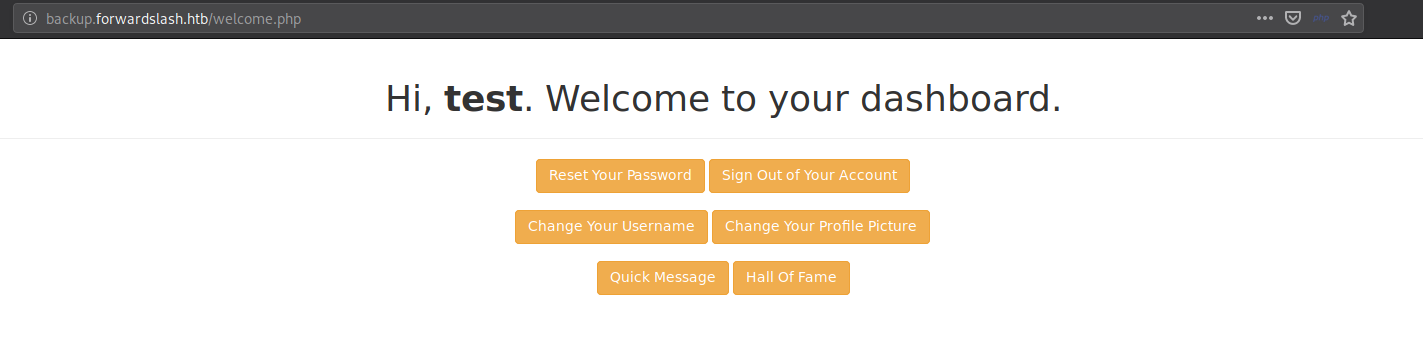 backup.forwardslash.htb/welcome.php
Hi, test. Welcome to your dashboard.
Reset Your Password Sign Out of Your Account
Change Your Username Change Your Profile Picture
Quick Message Hall Of Fame